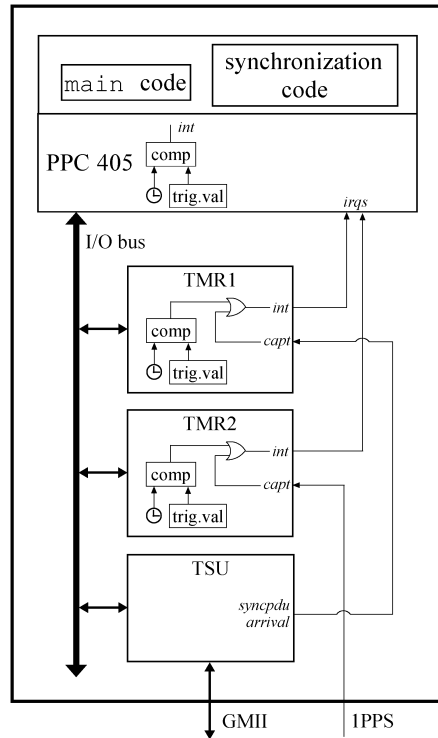 main code
synchronization
code
int
PPC 405
comp
trig.val
irqs
I/O bus
TMR1
int
comp
capt
trig.val
TMR2
int
comp
capt
trig.val
TSU
syncpdu
arrival
GMII
1PPS